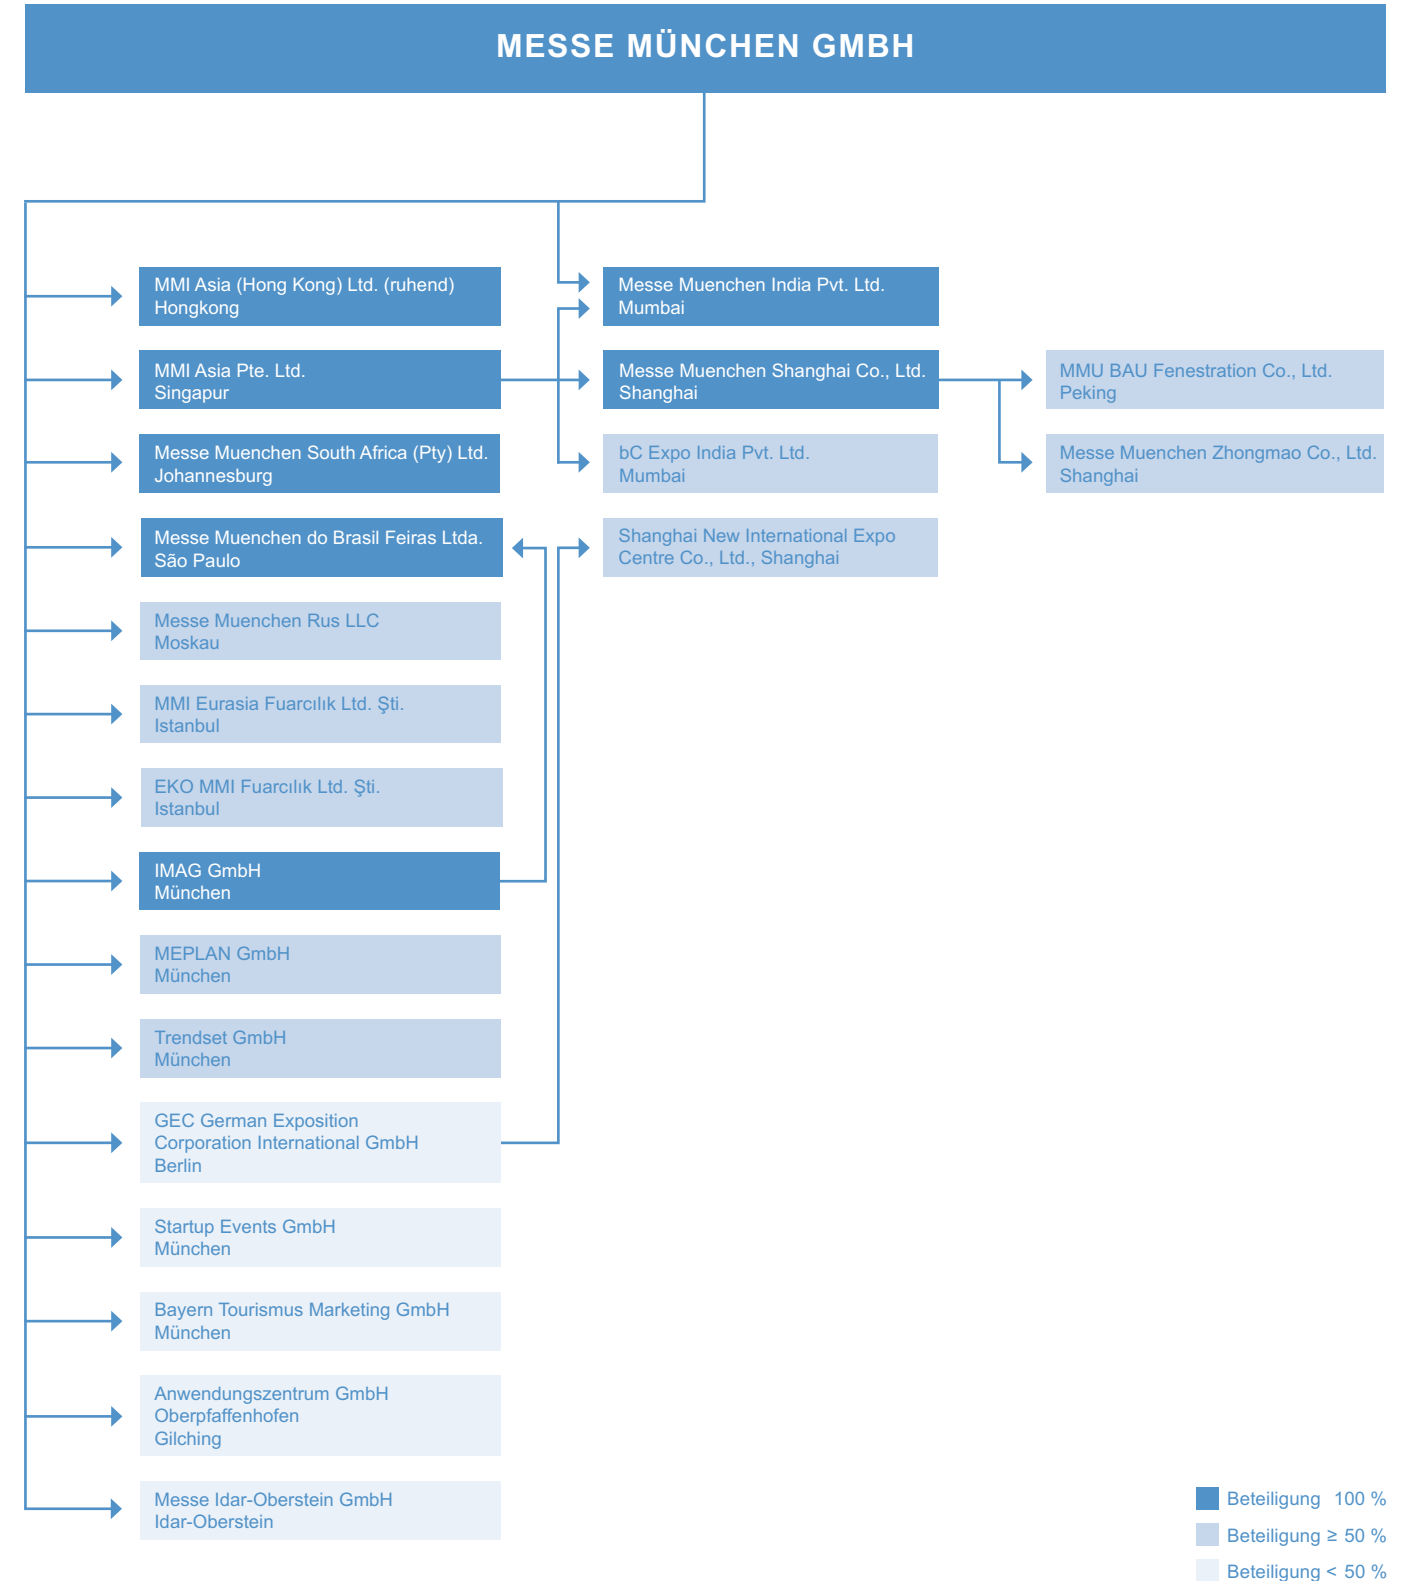 MESSE MÜNCHEN GMBH
MMI Asia (Hong Kong) Ltd. (ruhend)
Hongkong
MMI Asia Pte. Ltd.
Singapur
Messe Muenchen South Africa (Pty) Ltd.
Johannesburg
Messe Muenchen do Brasil Feiras Ltda.
São Paulo
Messe Muenchen Rus LLC
Moskau
MMI Eurasia Fuarcılık Ltd. Şti.
Istanbul
EKO MMI Fuarcılık Ltd. Şti.
Istanbul
IMAG GmbH
München
MEPLAN GmbH
München
Trendset GmbH
München
GEC German Exposition
Corporation International GmbH
Berlin
Startup Events GmbH
München
Bayern Tourismus Marketing GmbH
München
Anwendungszentrum GmbH
Oberpfaffenhofen
Gilching
Messe Idar-Oberstein GmbH
Idar-Oberstein
Messe Muenchen India Pvt. Ltd.
Mumbai
Messe Muenchen Shanghai Co., Ltd.
Shanghai
bC Expo India Pvt. Ltd.
Mumbai
Shanghai New International Expo
Centre Co., Ltd., Shanghai
MMU BAU Fenestration Co., Ltd.
Peking
Messe Muenchen Zhongmao Co., Ltd.
Shanghai
Beteiligung 100 %
Beteiligung ≥ 50 %
Beteiligung < 50 %